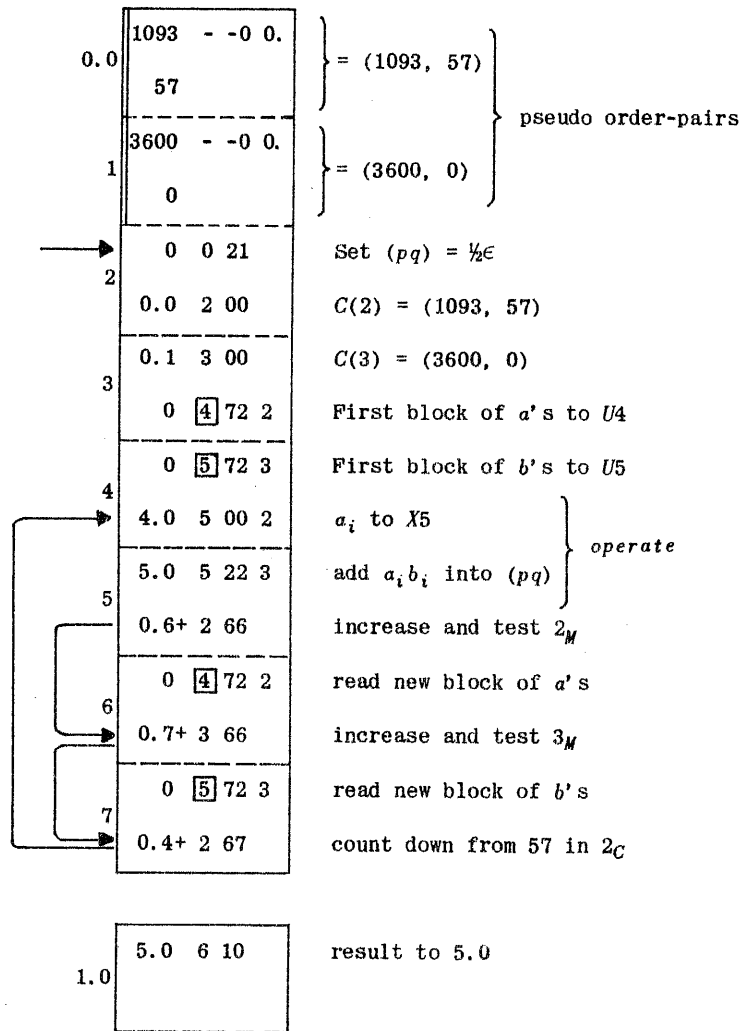 1093 - -0 0.
0.0 } = (1093, 57)
57
pseudo order-pairs
3600 - -0 0.
1 } = (3600, 0)
0
0 0 21 Set (pq) = ½ϵ
2
0.0 2 00 C(2) = (1093, 57)
0.1 3 00 C(3) = (3600, 0)
3
0 4 72 2 First block of a's to U4
0 5 72 3 First block of b's to U5
4
4.0 5 00 2 a_i to X5
operate
5.0 5 22 3 add a_i b_i into (pq)
5
0.6+ 2 66 increase and test 2_M
0 4 72 2 read new block of a's
6
0.7+ 3 66 increase and test 3_M
0 5 72 3 read new block of b's
7
0.4+ 2 67 count down from 57 in 2_C
5.0 6 10 result to 5.0
1.0